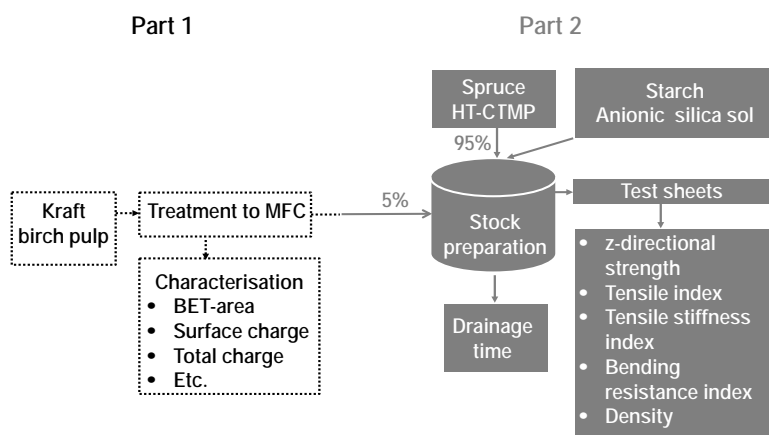 Part 1
Part 2
Spruce
HT-CTMP
Starch
Anionic silica sol
95%
Kraft
birch pulp
Treatment to MFC
5%
Stock
preparation
Test sheets
Characterisation
• BET-area
• Surface charge
• Total charge
• Etc.
Drainage
time
• z-directional
strength
• Tensile index
• Tensile stiffness
index
• Bending
resistance index
• Density